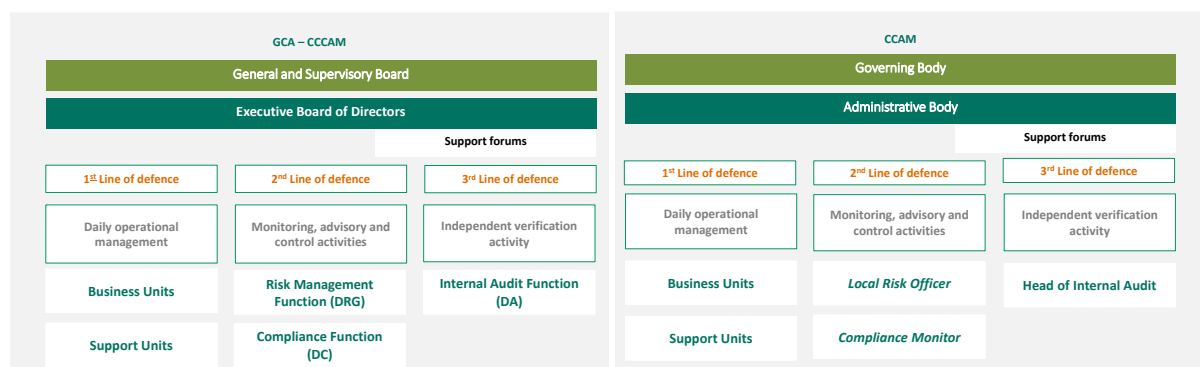 GCA – CCCAM
General and Supervisory Board
Executive Board of Directors
Support forums
1st Line of defence
2nd Line of defence
3rd Line of defence
Daily operational
management
Monitoring, advisory and
control activities
Independent verification
activity
Business Units
Risk Management
Function (DRG)
Internal Audit Function
(DA)
Support Units
Compliance Function
(DC)
CCAM
Governing Body
Administrative Body
Support forums
1st Line of defence
2nd Line of defence
3rd Line of defence
Daily operational
management
Monitoring, advisory and
control activities
Independent verification
activity
Business Units
Local Risk Officer
Head of Internal Audit
Support Units
Compliance Monitor